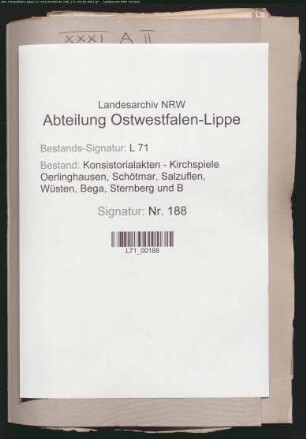 XXXI A II
Landesarchiv NRW
Abteilung Ostwestfalen-Lippe
Bestands-Signatur: L 71
Bestand: Konsistorialakten - Kirchspiele
Oerlinghausen, Schötmar, Salzuflen,
Wüsten, Bega, Sternberg und B
Signatur: Nr. 188
L71_00188